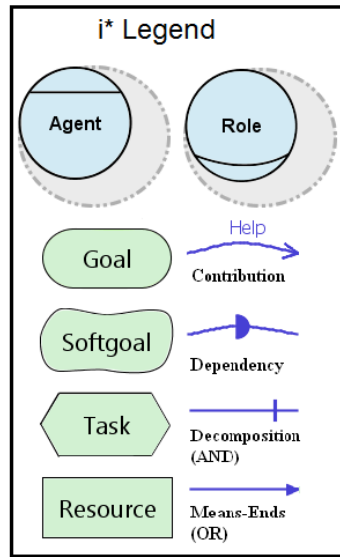 i* Legend
Agent
Role
Goal
Help
Contribution
Softgoal
Dependency
Task
Decomposition
(AND)
Resource
Means-Ends
(OR)